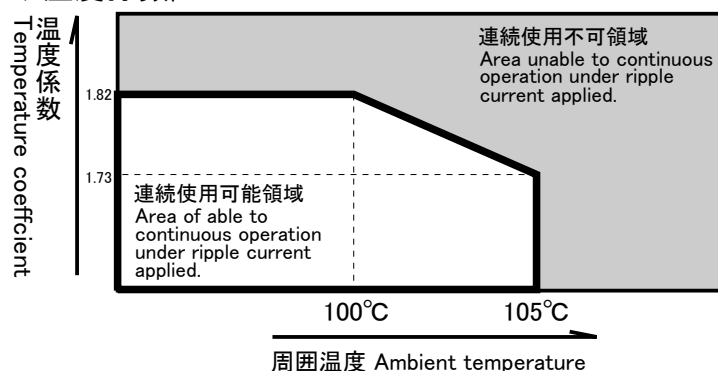 温度係数
Temperature coeffcient
連続使用不可領域
Area unable to continuous
operation under ripple
current applied.
1.82
1.73
連続使用可能領域
Area of able to
continuous operation
under ripple current
applied.
100℃
105℃
周囲温度 Ambient temperature